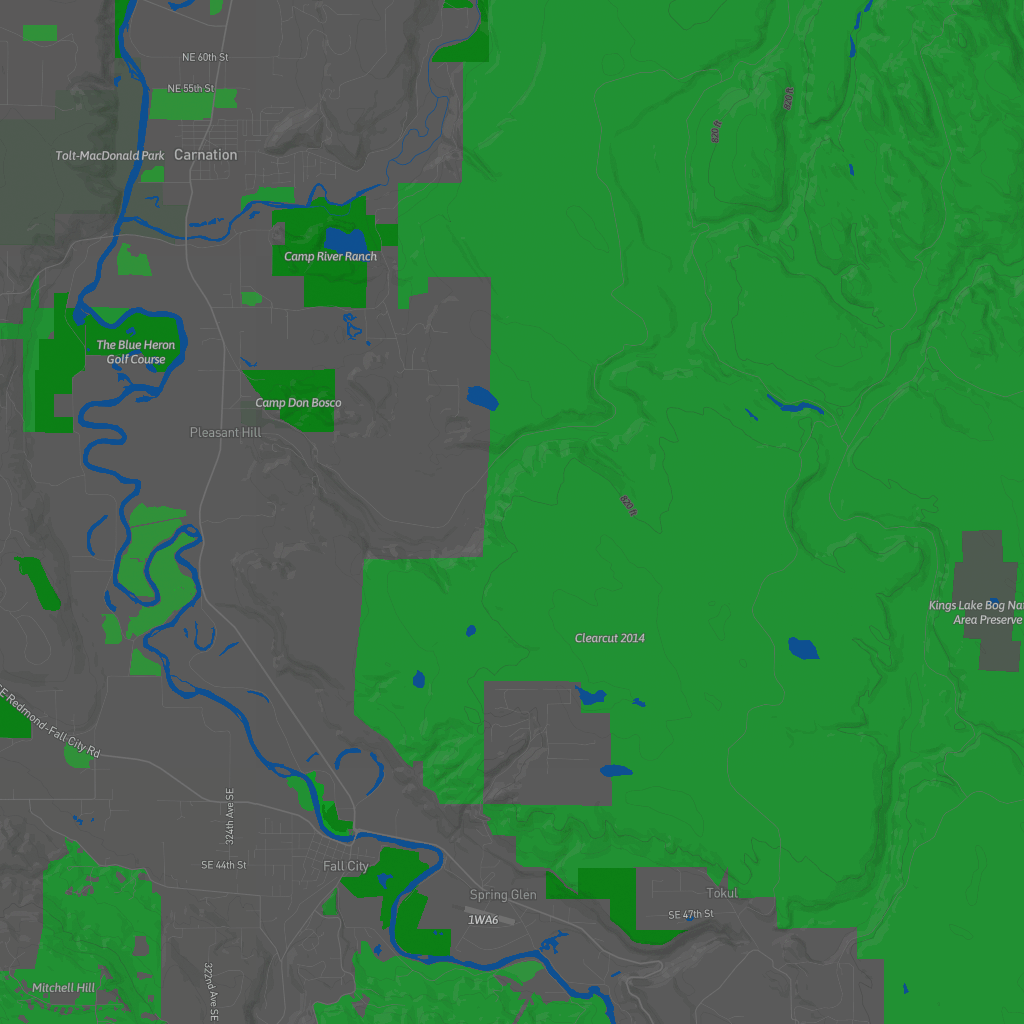 NE 60th St
NE 55th St
820 ft
820 ft
Tolt-MacDonald Park
Carnation
Camp River Ranch
The Blue Heron
Golf Course
Camp Don Bosco
Pleasant Hill
820 ft
Kings Lake Bog Nat
Area Preserve
Clearcut 2014
SE Redmond-Fall City Rd
324th Ave SE
SE 44th St
Fall City
Spring Glen
Tokul
1WA6
SE 47th St
Mitchell Hill
322nd Ave SE